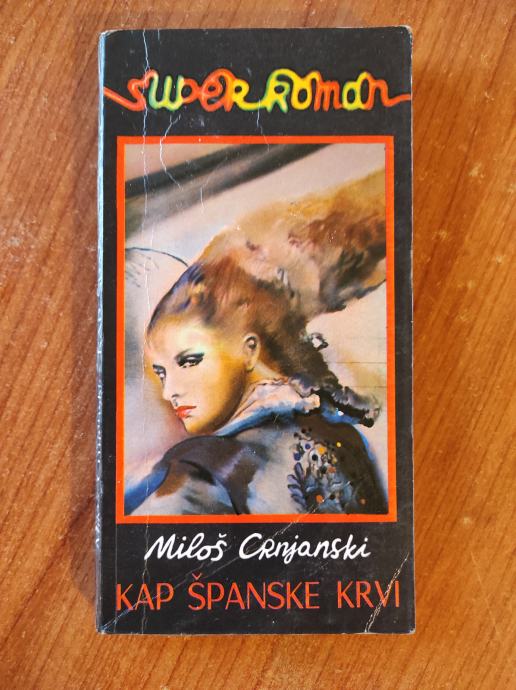 super roman
Miloš Crnjanski
KAP ŠPANSKE KRVI